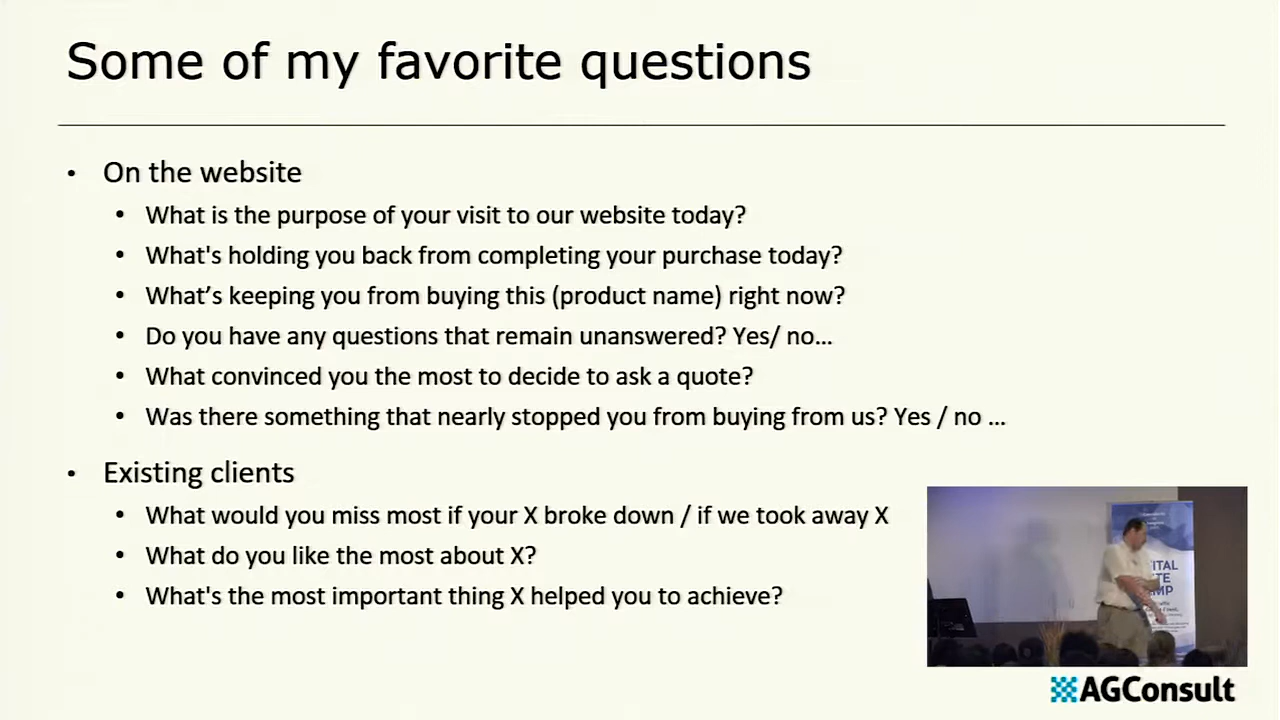 Some of my favorite questions
• On the website
• What is the purpose of your visit to our website today?
• What's holding you back from completing your purchase today?
• What’s keeping you from buying this (product name) right now?
• Do you have any questions that remain unanswered? Yes/ no…
• What convinced you the most to decide to ask a quote?
• Was there something that nearly stopped you from buying from us? Yes / no …
• Existing clients
• What would you miss most if your X broke down / if we took away X
• What do you like the most about X?
• What's the most important thing X helped you to achieve?
AGConsult